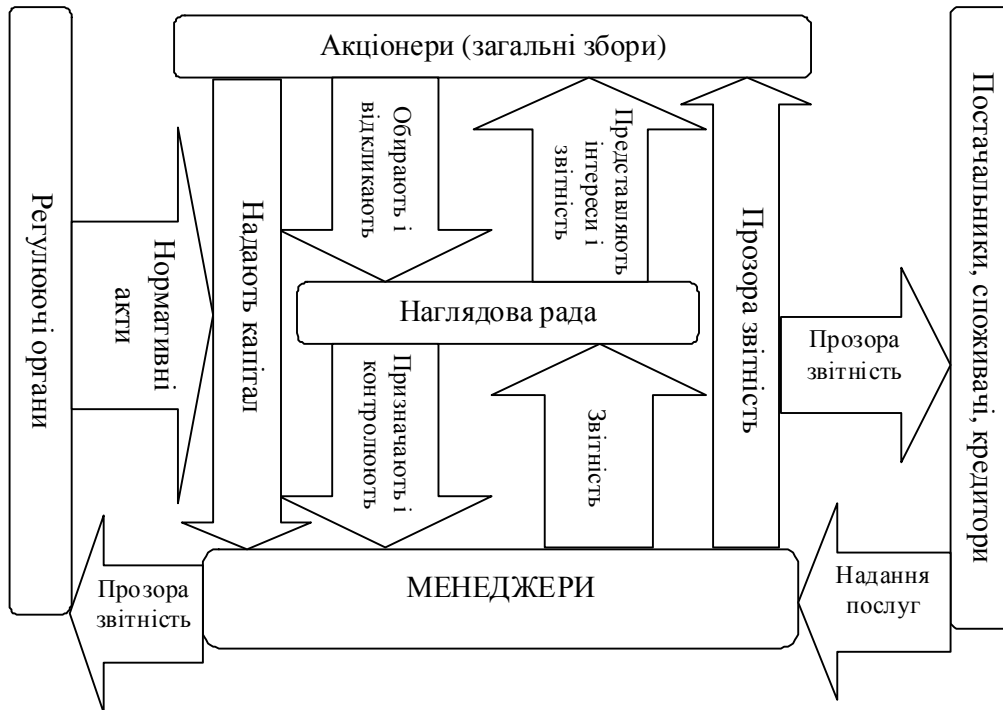 Акціонери (загальні збори)
Регулюючі органи
Нормативні
акти
Надають капітал
Обирають і
відкликають
Представляють
інтереси і
звітність
Прозора звітність
Постачальники, споживачі, кредитори
Наглядова рада
Прозора
звітність
Призначають і
контролюють
Звітність
МЕНЕДЖЕРИ
Прозора
звітність
Надання
послуг